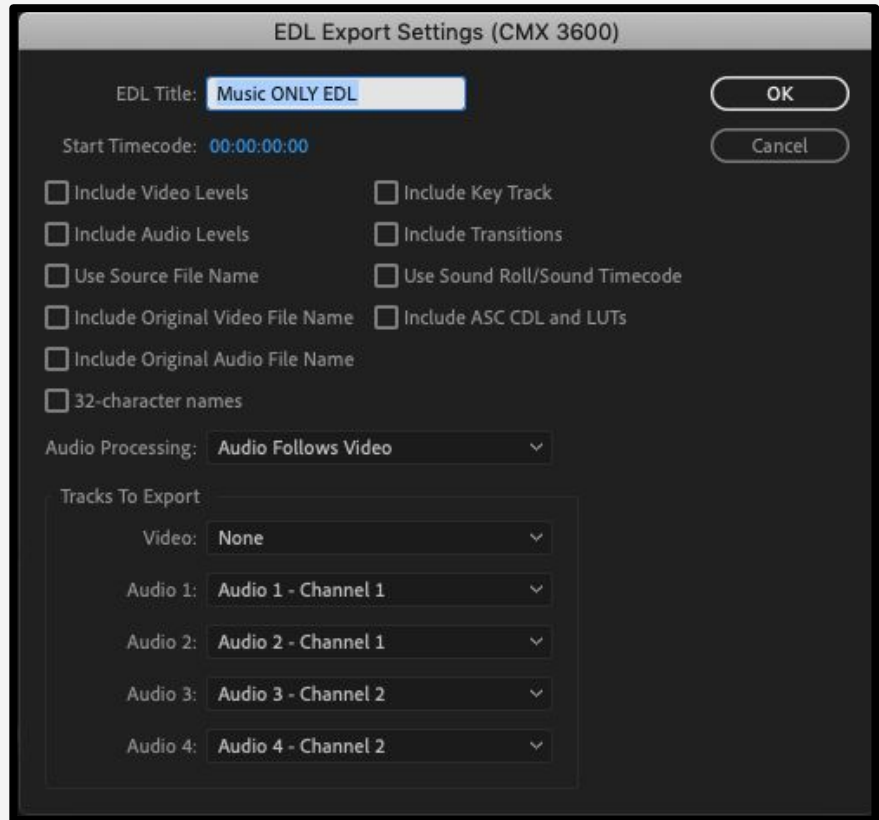 EDL Export Settings (CMX 3600)
EDL Title: Music ONLY EDL
OK
Start Timecode: 00:00:00:00
Cancel
Include Video Levels
Include Key Track
Include Audio Levels
Include Transitions
Use Source File Name
Use Sound Roll/Sound Timecode
Include Original Video File Name
Include ASC CDL and LUTs
Include Original Audio File Name
32-character names
Audio Processing: Audio Follows Video
Tracks To Export
Video: None
Audio 1: Audio 1 - Channel 1
Audio 2: Audio 2 - Channel 1
Audio 3: Audio 3 - Channel 2
Audio 4: Audio 4 - Channel 2